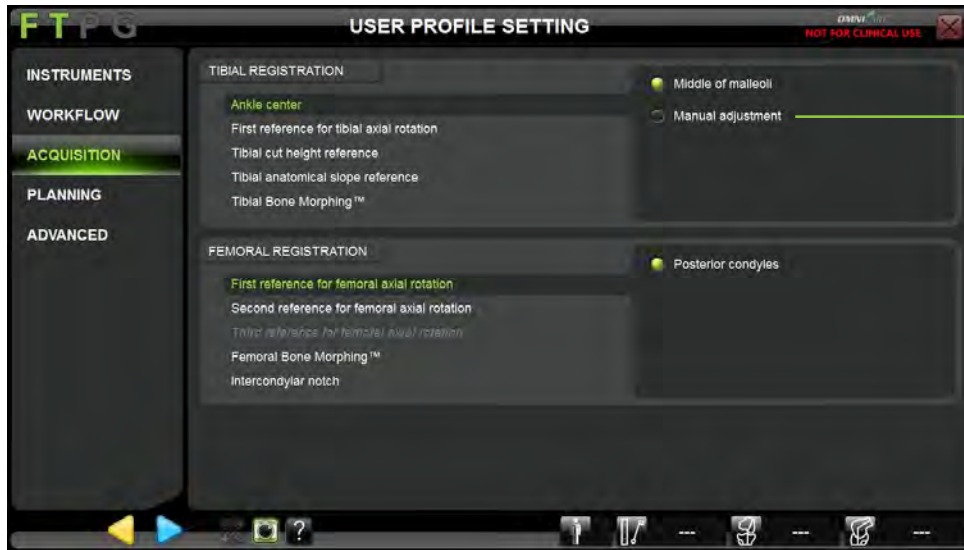 FTPG
USER PROFILE SETTING
OMNI
NOT FOR CLINICAL USE
INSTRUMENTS
WORKFLOW
ACQUISITION
PLANNING
ADVANCED
TIBIAL REGISTRATION
Ankle center
First reference for tibial axial rotation
Tibial cut height reference
Tibial anatomical slope reference
Tibial Bone Morphing™
Middle of malleoli
Manual adjustment
FEMORAL REGISTRATION
First reference for femoral axial rotation
Second reference for femoral axial rotation
Third reference for femoral axial rotation
Femoral Bone Morphing™
Intercondylar notch
Posterior condyles
? --- --- ---